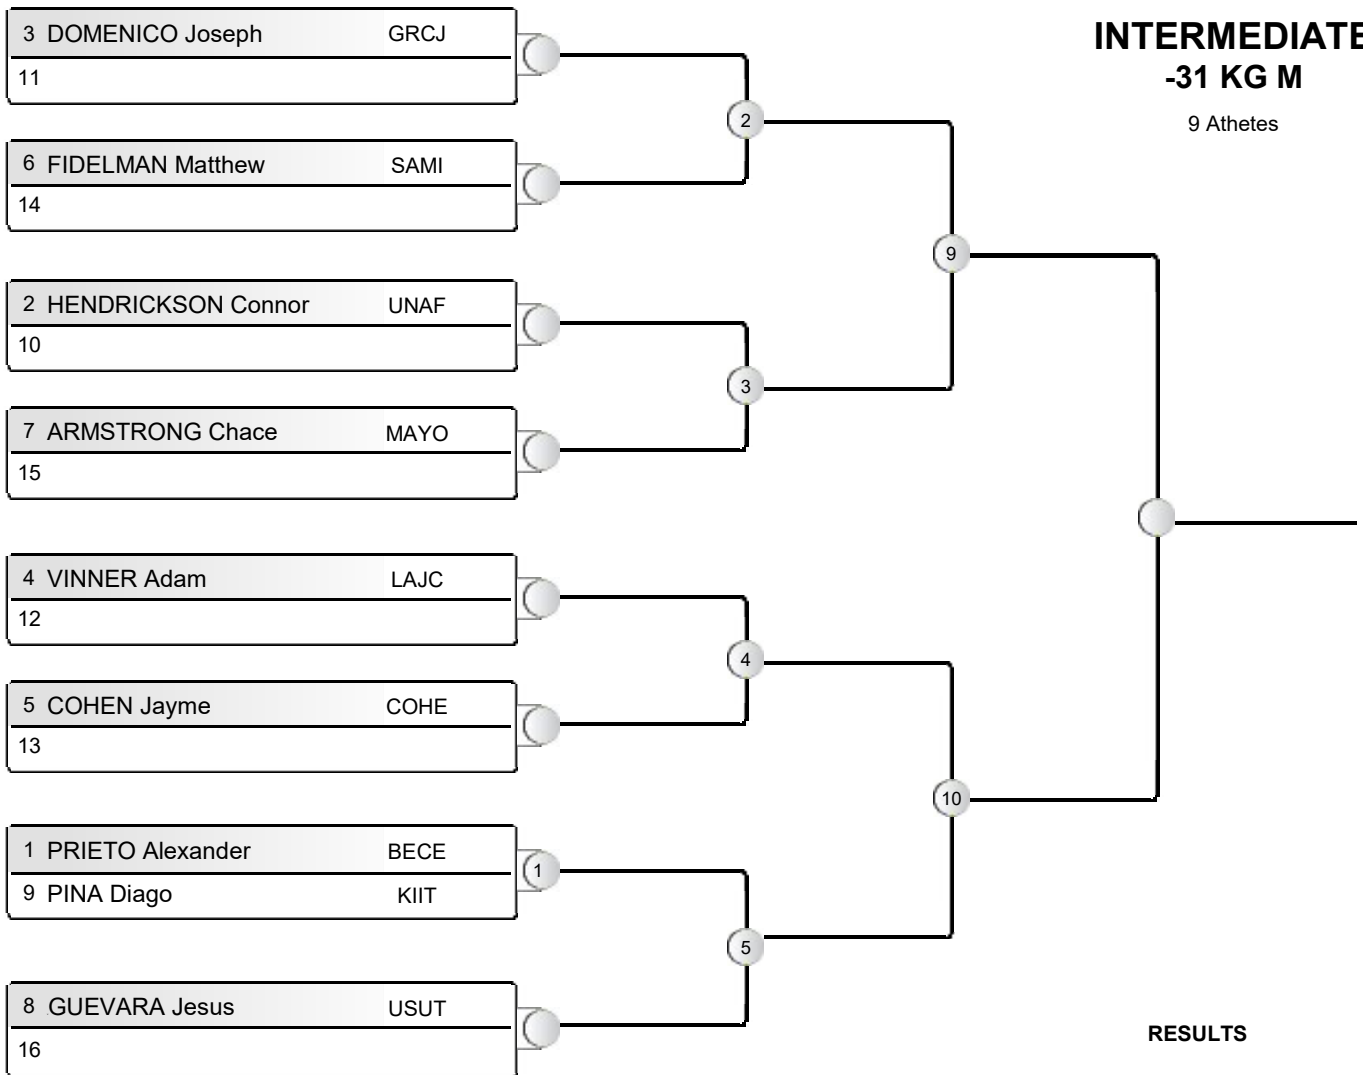 INTERMEDIATE
-31 KG M
9 Athetes
3 DOMENICO Joseph GRCJ
11
6 FIDELMAN Matthew SAMI
14
2
2 HENDRICKSON Connor UNAF
10
9
7 ARMSTRONG Chace MAYO
15
3
4 VINNER Adam LAJC
12
5 COHEN Jayme COHE
13
4
1 PRIETO Alexander BECE
9 PINA Diago KIIT
1
10
8 GUEVARA Jesus USUT
16
5
RESULTS